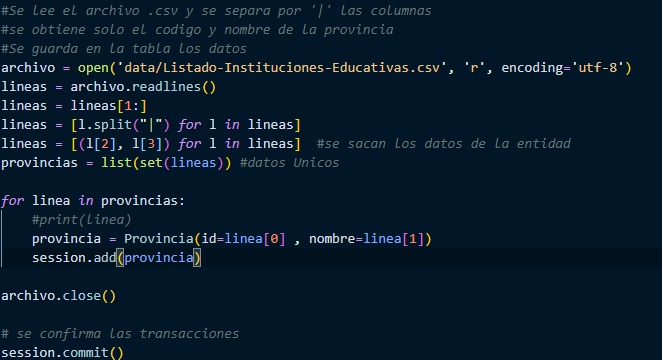 #Se lee el archivo .csv y se separa por '|' las columnas
#se obtiene solo el codigo y nombre de la provincia
#Se guarda en la tabla los datos
archivo = open('data/Listado-Instituciones-Educativas.csv', 'r', encoding='utf-8')
lineas = archivo.readlines()
lineas = lineas[1:]
lineas = [l.split("|") for l in lineas]
lineas = [(l[2], l[3]) for l in lineas]  #se sacan los datos de la entidad
provincias = list(set(lineas)) #datos Unicos
for linea in provincias:
    #print(linea)
    provincia = Provincia(id=linea[0] , nombre=linea[1])
    session.add(provincia)
archivo.close()
# se confirma las transacciones
session.commit()